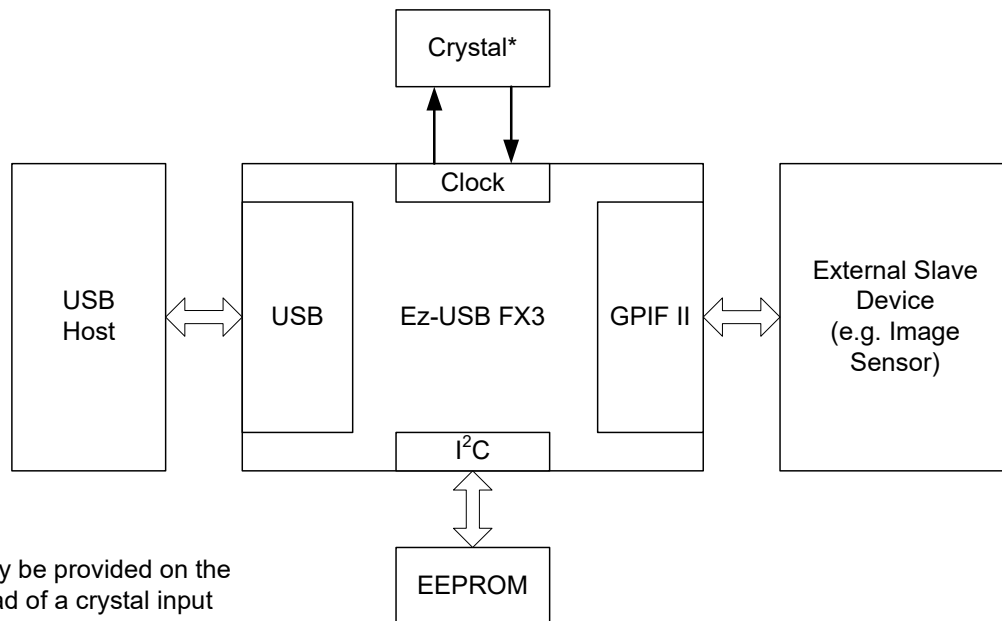 Crystal*
Clock
USB
Host
USB
Ez-USB FX3
GPIF II
External Slave
Device
(e.g. Image
Sensor)
I²C
EEPROM
be provided on the
of a crystal input